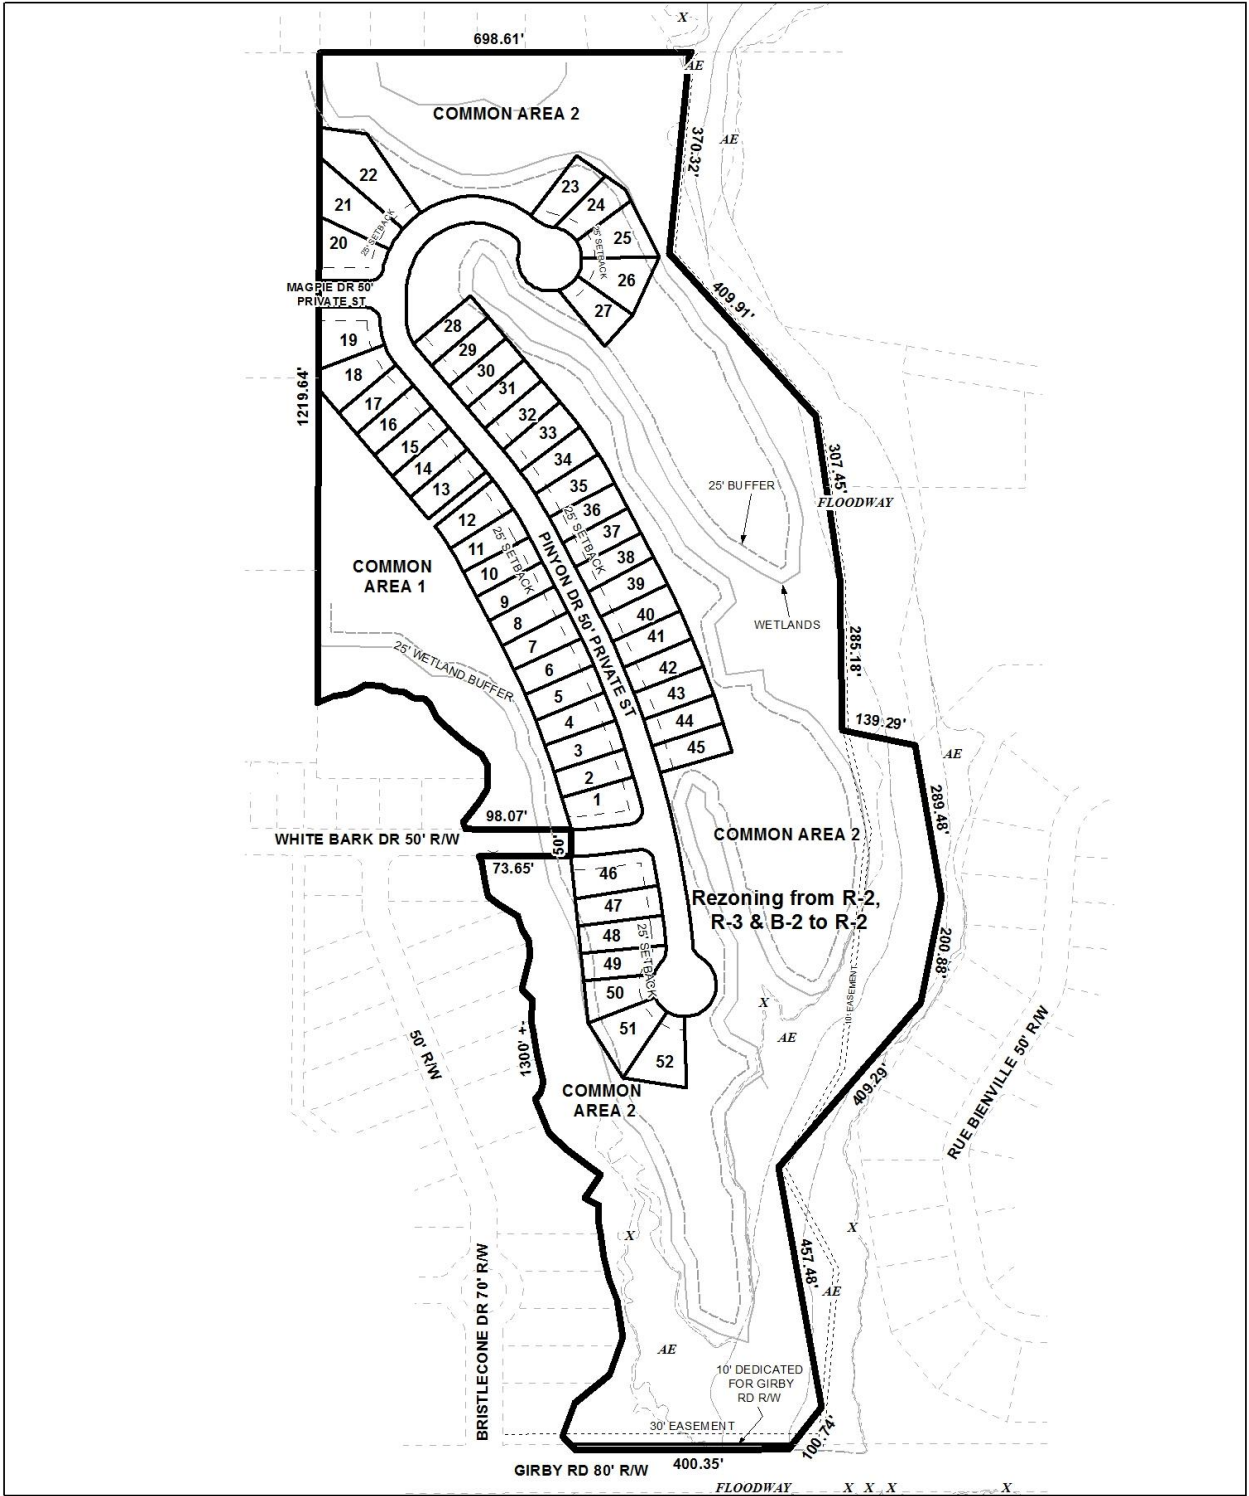 X
698.61'
AE
COMMON AREA 2
370.32'
AE
22
23
21
24
20
25
25' SETBACK
25' SETBACK
26
MAGPIE DR 50'
PRIVATE ST
27
409.91'
28
19
29
18
30
31
1219.64'
17
32
16
33
15
34
14
13
35
307.45'
25' BUFFER
FLOODWAY
12
36
25' SETBACK
25' SETBACK
37
11
38
COMMON
AREA 1
10
39
PINYON DR 50' PRIVATE ST
9
40
8
41
WETLANDS
7
285.18'
25' WETLAND BUFFER
6
42
5
43
4
44
139.29'
3
45
AE
2
1
289.48'
98.07'
WHITE BARK DR 50' R/W
50'
COMMON AREA 2
73.65'
46
Rezoning from R-2,
R-3 & B-2 to R-2
47
48
25' SETBACK
200.88'
49
50
10' EASEMENT
X
51
AE
50' R/W
1300' +-
52
409.29'
RUE BIENVILLE 50' R/W
COMMON
AREA 2
X
X
457.48'
AE
BRISTLECONE DR 70' R/W
AE
10' DEDICATED
FOR GIRBY
RD R/W
30' EASEMENT
100.74'
GIRBY RD 80' R/W
400.35'
FLOODWAY
X X X
X